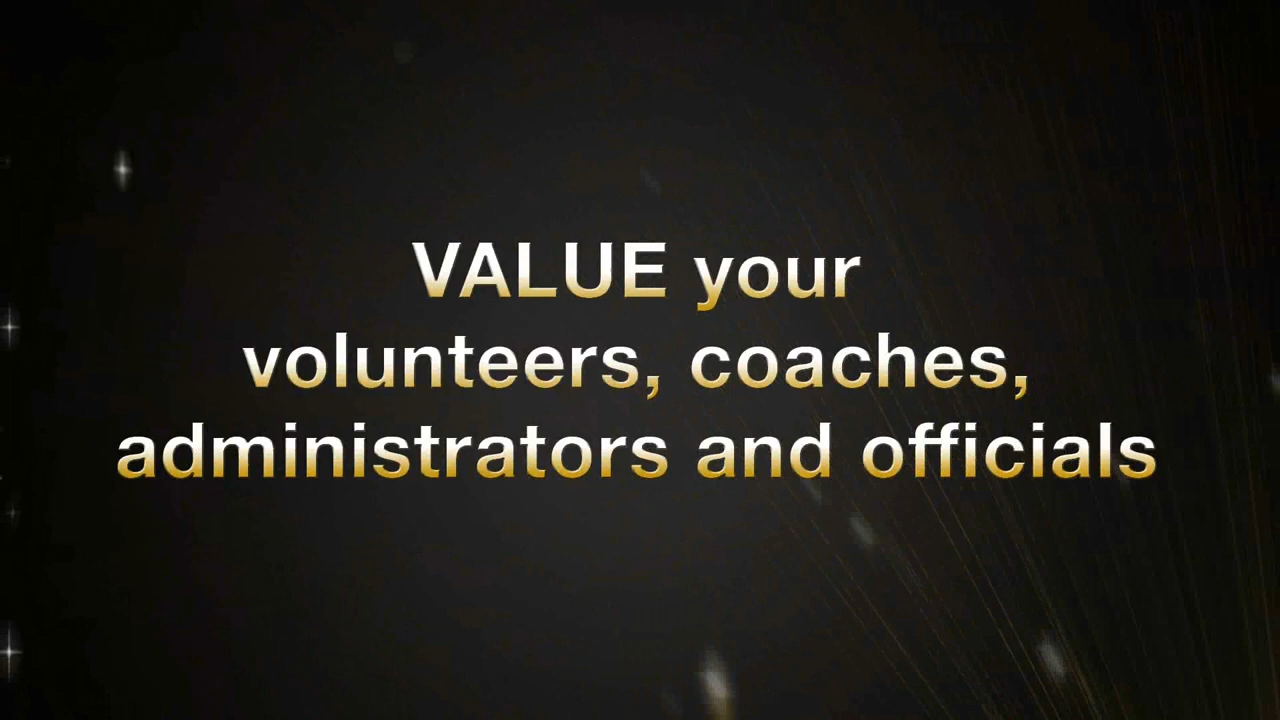 VALUE your
volunteers, coaches,
administrators and officials